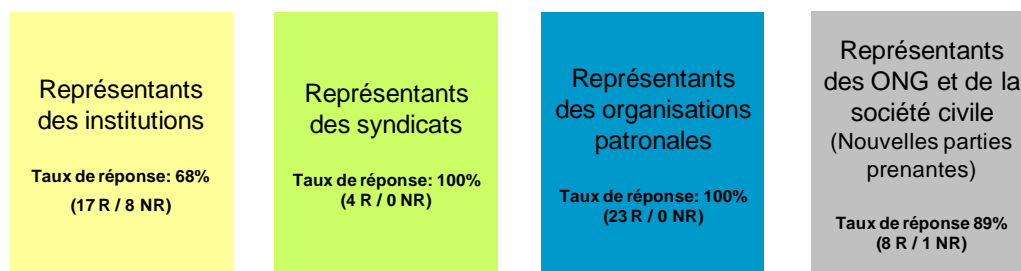 Représentants
des institutions
Taux de réponse: 68%
(17 R / 8 NR)
Représentants
des syndicats
Taux de réponse: 100%
(4 R / 0 NR)
Représentants
des organisations
patronales
Taux de réponse: 100%
(23 R / 0 NR)
Représentants
des ONG et de la
société civile
(Nouvelles parties
prenantes)
Taux de réponse 89%
(8 R / 1 NR)